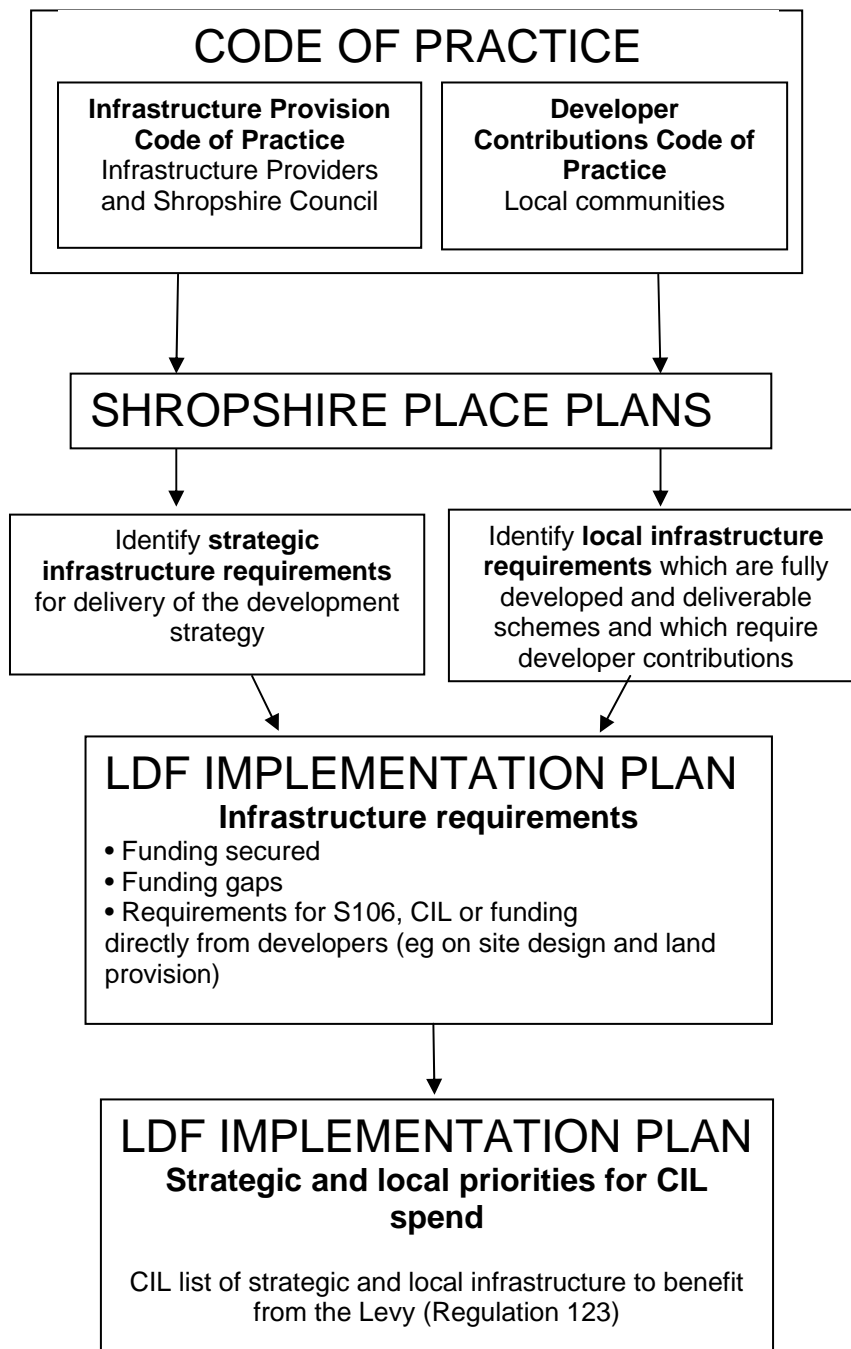 CODE OF PRACTICE
Infrastructure Provision
Code of Practice
Infrastructure Providers
and Shropshire Council
Developer
Contributions Code of
Practice
Local communities
SHROPSHIRE PLACE PLANS
Identify strategic
infrastructure requirements
for delivery of the development
strategy
Identify local infrastructure
requirements which are fully
developed and deliverable
schemes and which require
developer contributions
LDF IMPLEMENTATION PLAN
Infrastructure requirements
• Funding secured
• Funding gaps
• Requirements for S106, CIL or funding
directly from developers (eg on site design and land
provision)
LDF IMPLEMENTATION PLAN
Strategic and local priorities for CIL
spend
CIL list of strategic and local infrastructure to benefit
from the Levy (Regulation 123)